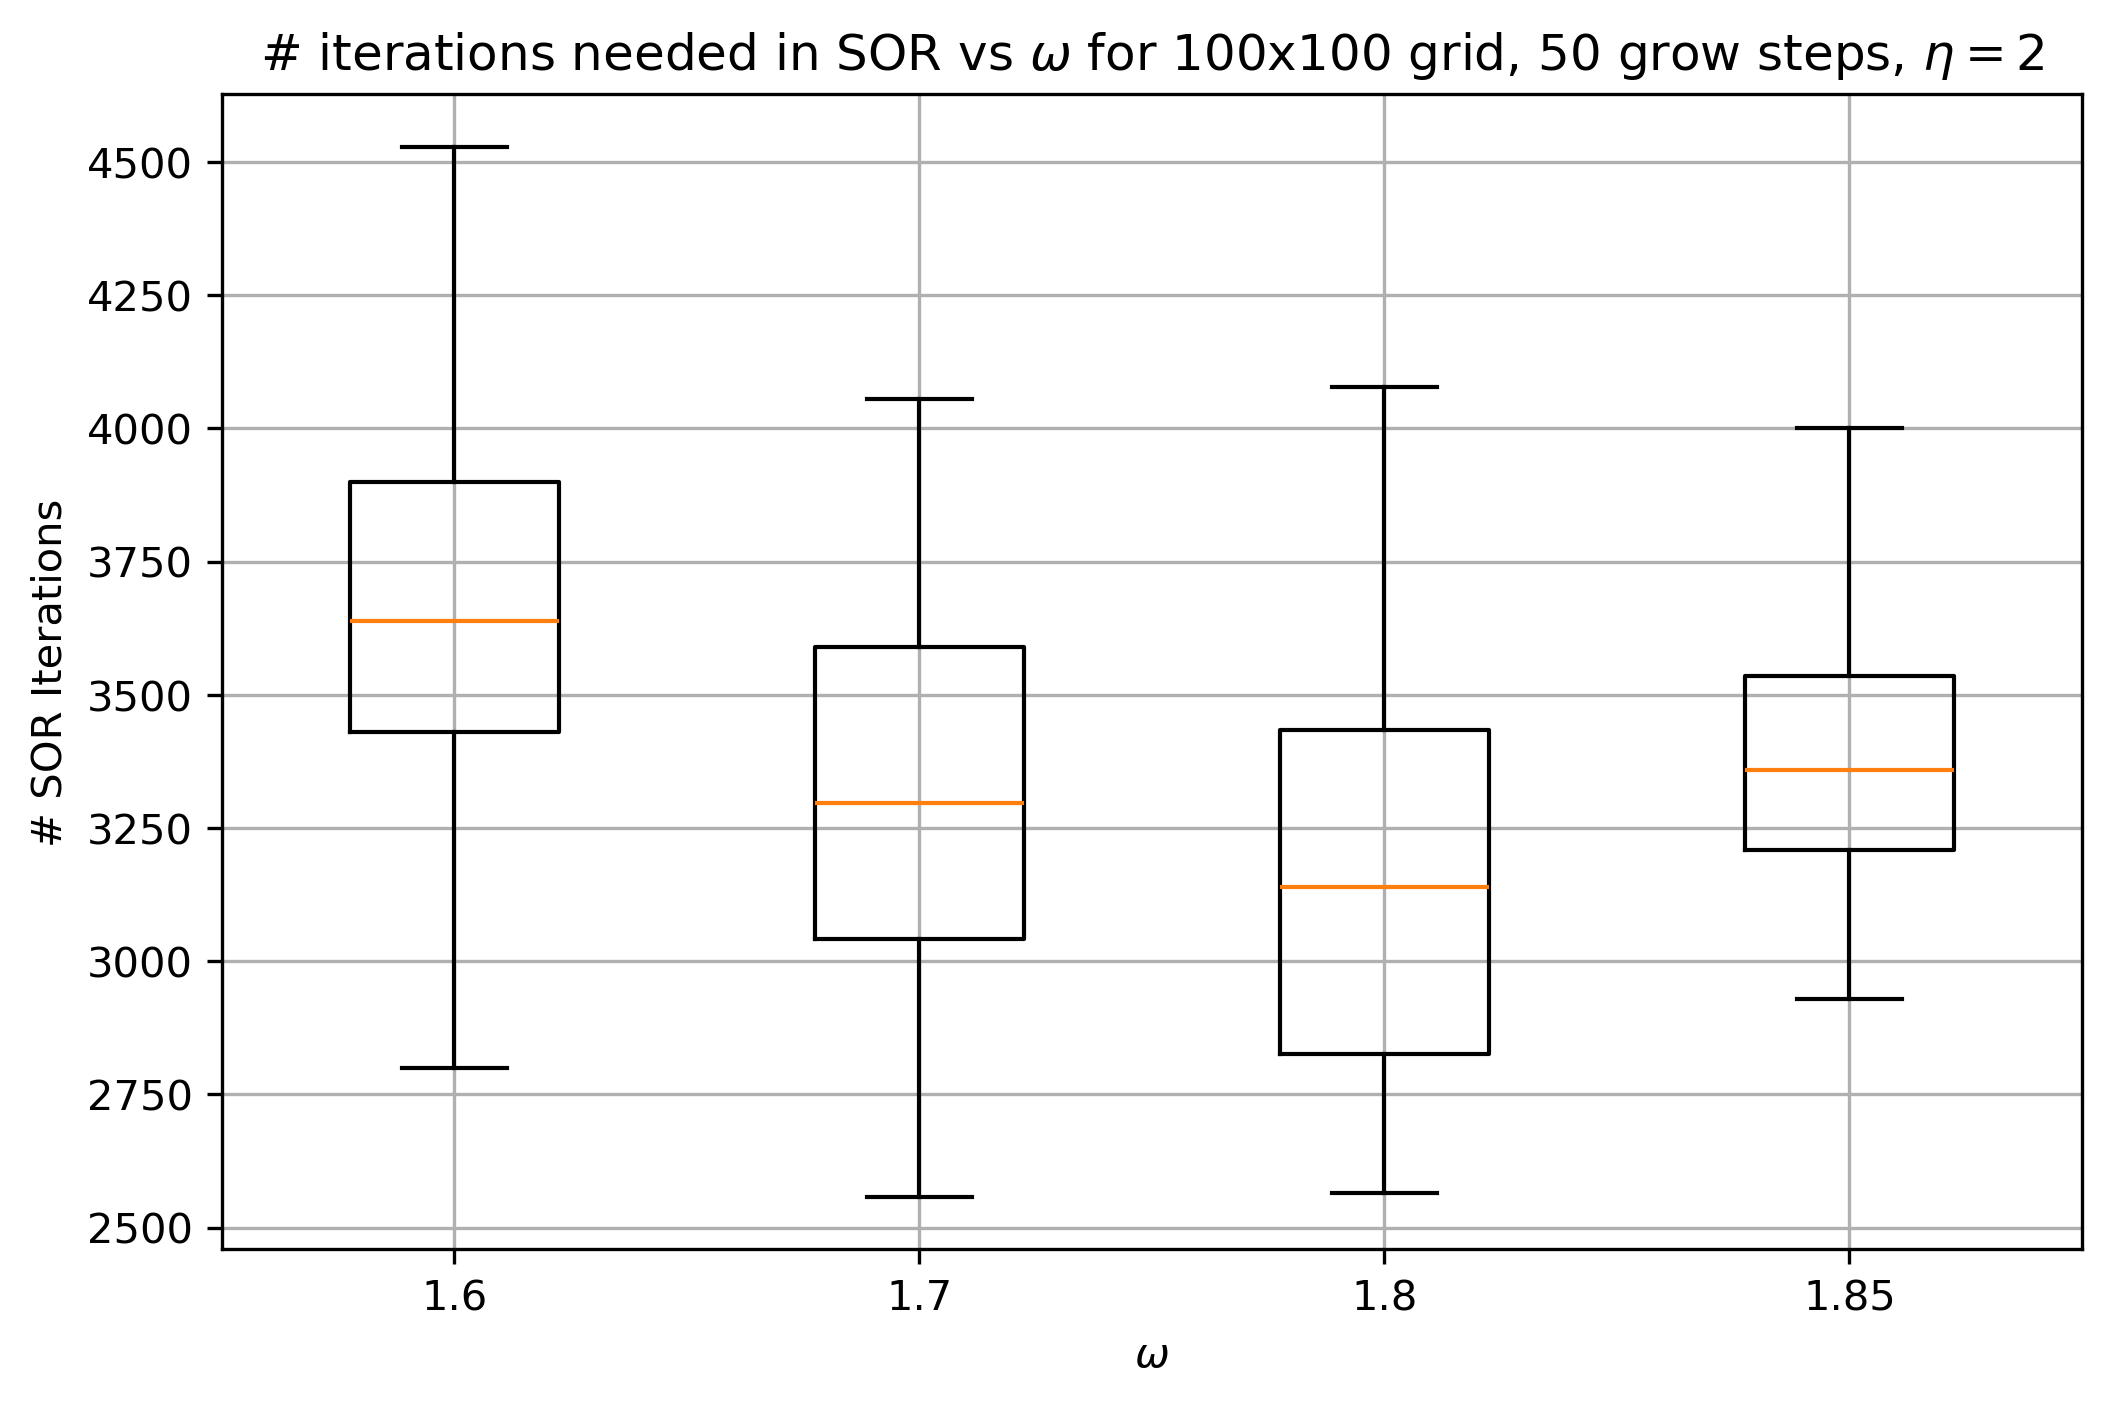 # iterations needed in SOR vs ω for 100x100 grid, 50 grow steps, η = 2
# SOR Iterations
4500
4250
4000
3750
3500
3250
3000
2750
2500
1.6 1.7 1.8 1.85
ω